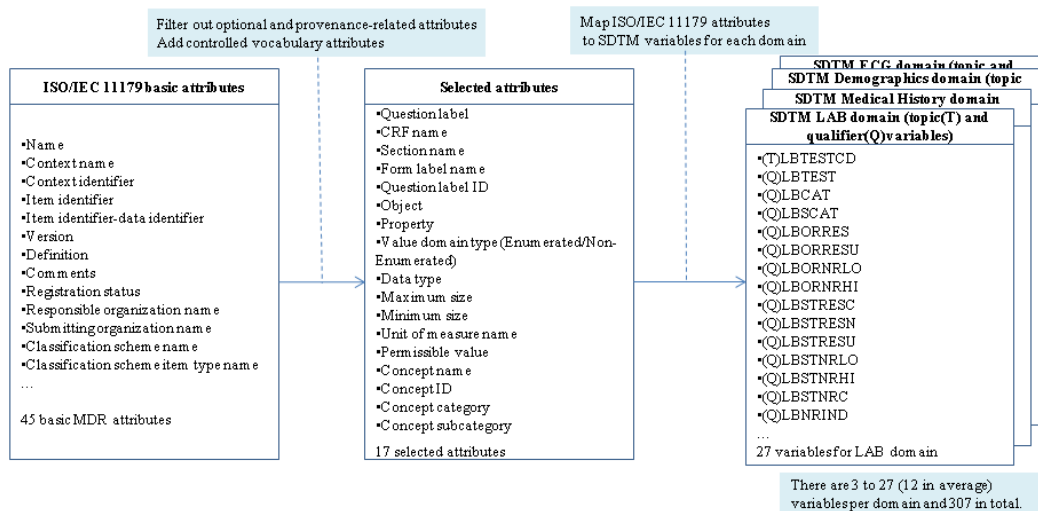 Filter out optional and provenance-related attributes
Add controlled vocabulary attributes
Map ISO/IEC 11179 attributes
to SDTM variables for each domain
ISO/IEC 11179 basic attributes
▪Name
▪Context name
▪Context identifier
▪Item identifier
▪Item identifier-data identifier
▪Version
▪Definition
▪Comments
▪Registration status
▪Responsible organization name
▪Submitting organization name
▪Classification scheme name
▪Classification scheme item type name
…
45 basic MDR attributes
Selected attributes
▪Question label
▪CRF name
▪Section name
▪Form label name
▪Question label ID
▪Object
▪Property
▪Value domain type (Enumerated/Non-
Enumerated)
▪Data type
▪Maximum size
▪Minimum size
▪Unit of measure name
▪Permissible value
▪Concept name
▪Concept ID
▪Concept category
▪Concept subcategory
17 selected attributes
SDTM ECG domain (topic and
SDTM Demographics domain (topic
SDTM Medical History domain
SDTM LAB domain (topic(T) and
qualifier(Q)variables)
▪(T)LBTESTCD
▪(Q)LBTEST
▪(Q)LBCAT
▪(Q)LBSCAT
▪(Q)LBORRES
▪(Q)LBORRESU
▪(Q)LBORNRLO
▪(Q)LBORNRHI
▪(Q)LBSTRESC
▪(Q)LBSTRESN
▪(Q)LBSTRESU
▪(Q)LBSTNRLO
▪(Q)LBSTNRHI
▪(Q)LBSTNRC
▪(Q)LBNRIND
…
27 variables for LAB domain
There are 3 to 27 (12 in average)
variables per domain and 307 in total.